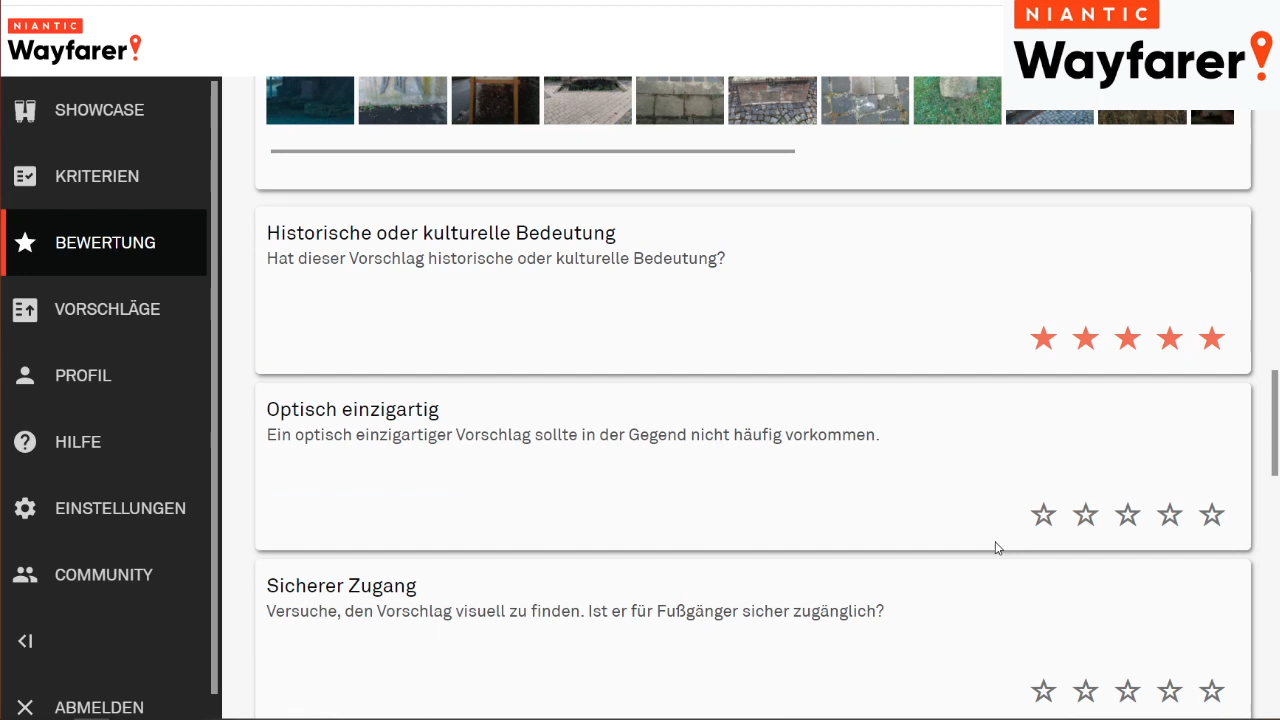 NIANTIC
Wayfarer
NIANTIC
Wayfarer
SHOWCASE
KRITERIEN
BEWERTUNG
VORSCHLÄGE
PROFIL
HILFE
EINSTELLUNGEN
COMMUNITY
ABMELDEN
Historische oder kulturelle Bedeutung
Hat dieser Vorschlag historische oder kulturelle Bedeutung?
Optisch einzigartig
Ein optisch einzigartiger Vorschlag sollte in der Gegend nicht häufig vorkommen.
Sicherer Zugang
Versuche, den Vorschlag visuell zu finden. Ist er für Fußgänger sicher zugänglich?